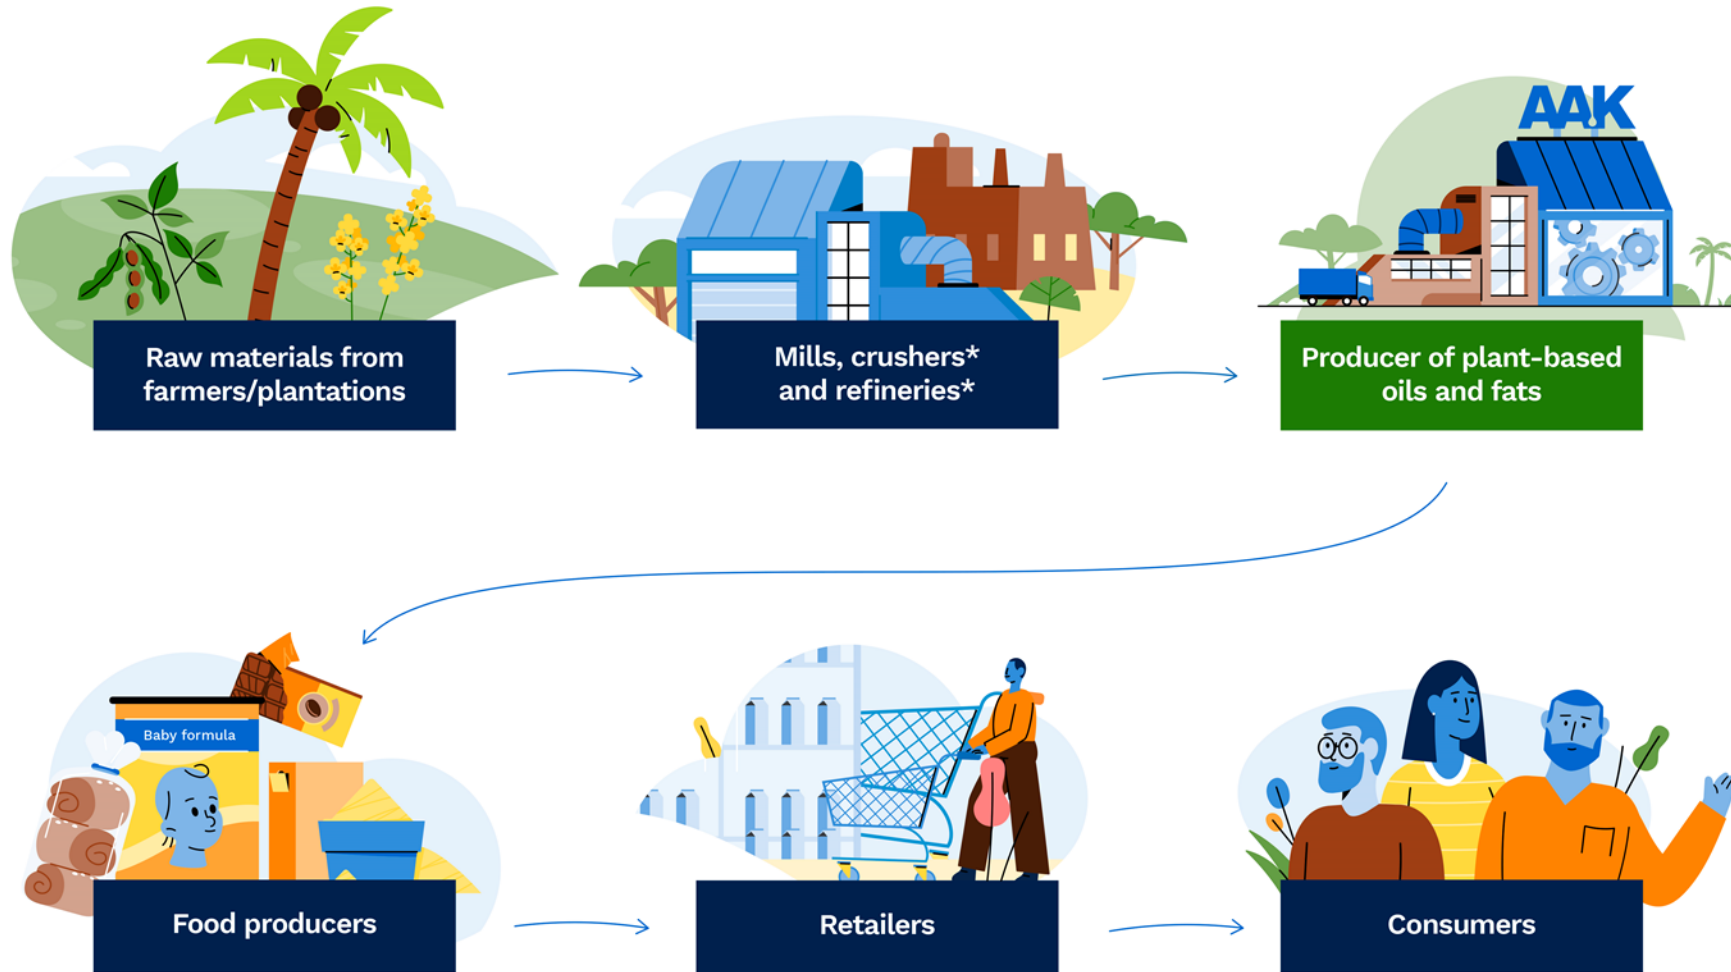 AAK
Raw materials from
farmers/plantations
Mills, crushers*
and refineries*
Producer of plant-based
oils and fats
Baby formula
Food producers
Retailers
Consumers